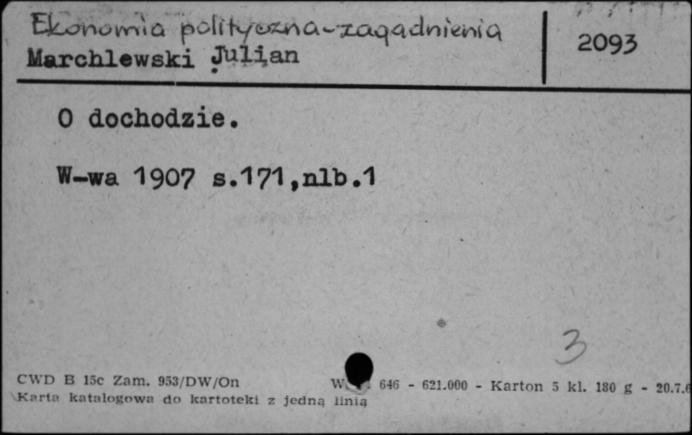 Ekonomia polityczna-zagadnienia
2093
Marchlewski Julian
O dochodzie.
W-wa 1907 s.171,nlb.1
3
CWD B 15c Zam. 953/DW/On
646 - 621.000 - Karton 5 kl. 180 g - 20.7.6
Karta katalogowa do kartoteki z jedną linią